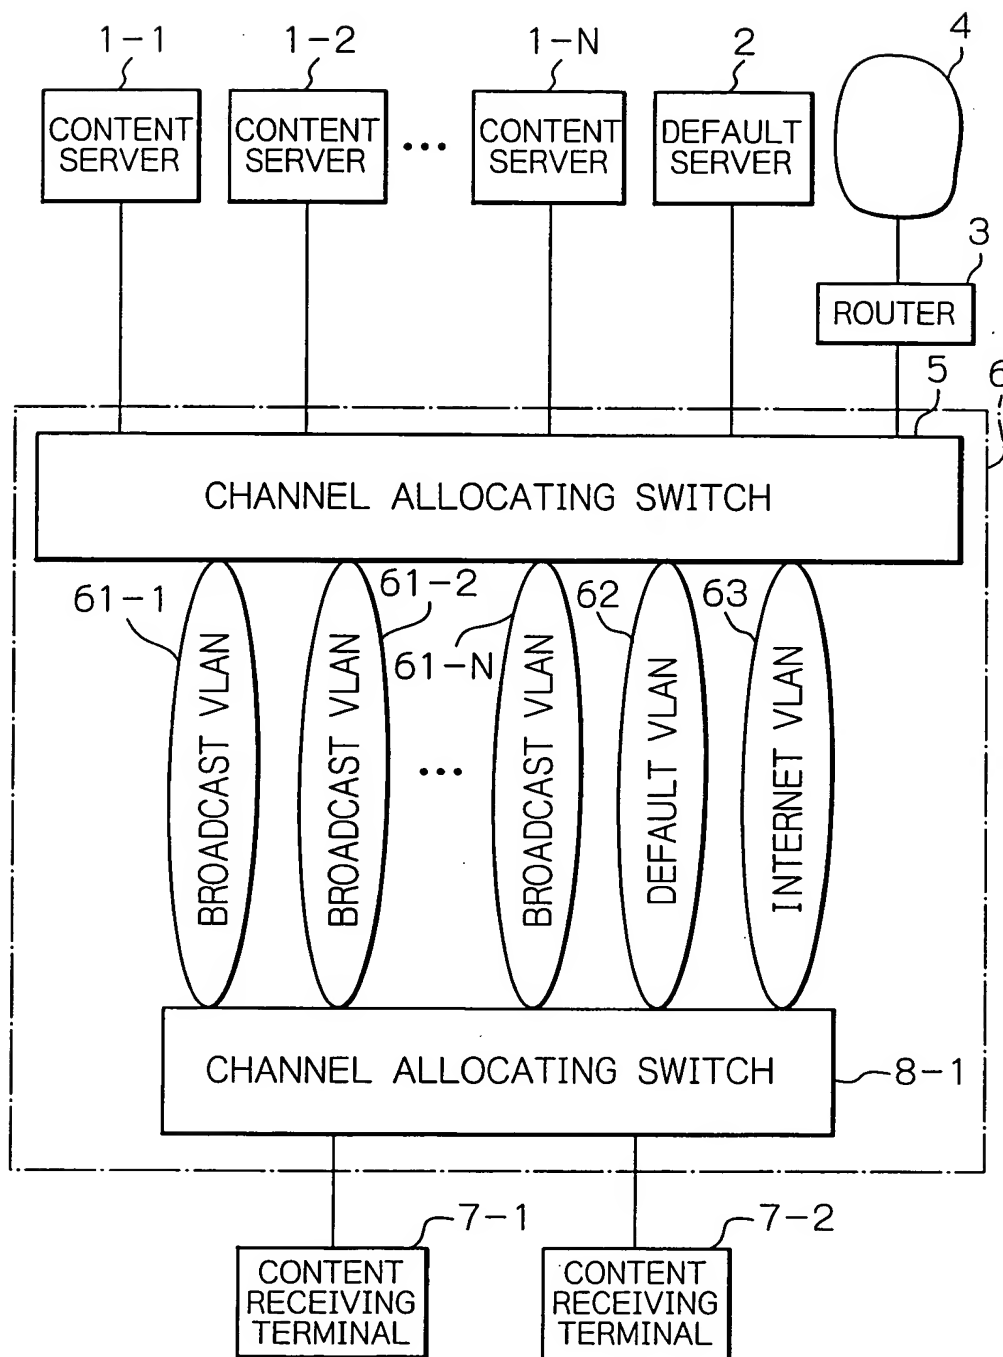 1-1
1-2
1-N
2
4
CONTENT
SERVER
CONTENT
SERVER
...
CONTENT
SERVER
DEFAULT
SERVER
3
ROUTER
5
6
CHANNEL ALLOCATING SWITCH
61-1
61-2
61-N
62
63
BROADCAST VLAN
BROADCAST VLAN
...
BROADCAST VLAN
DEFAULT VLAN
INTERNET VLAN
CHANNEL ALLOCATING SWITCH
8-1
7-1
7-2
CONTENT
RECEIVING
TERMINAL
CONTENT
RECEIVING
TERMINAL